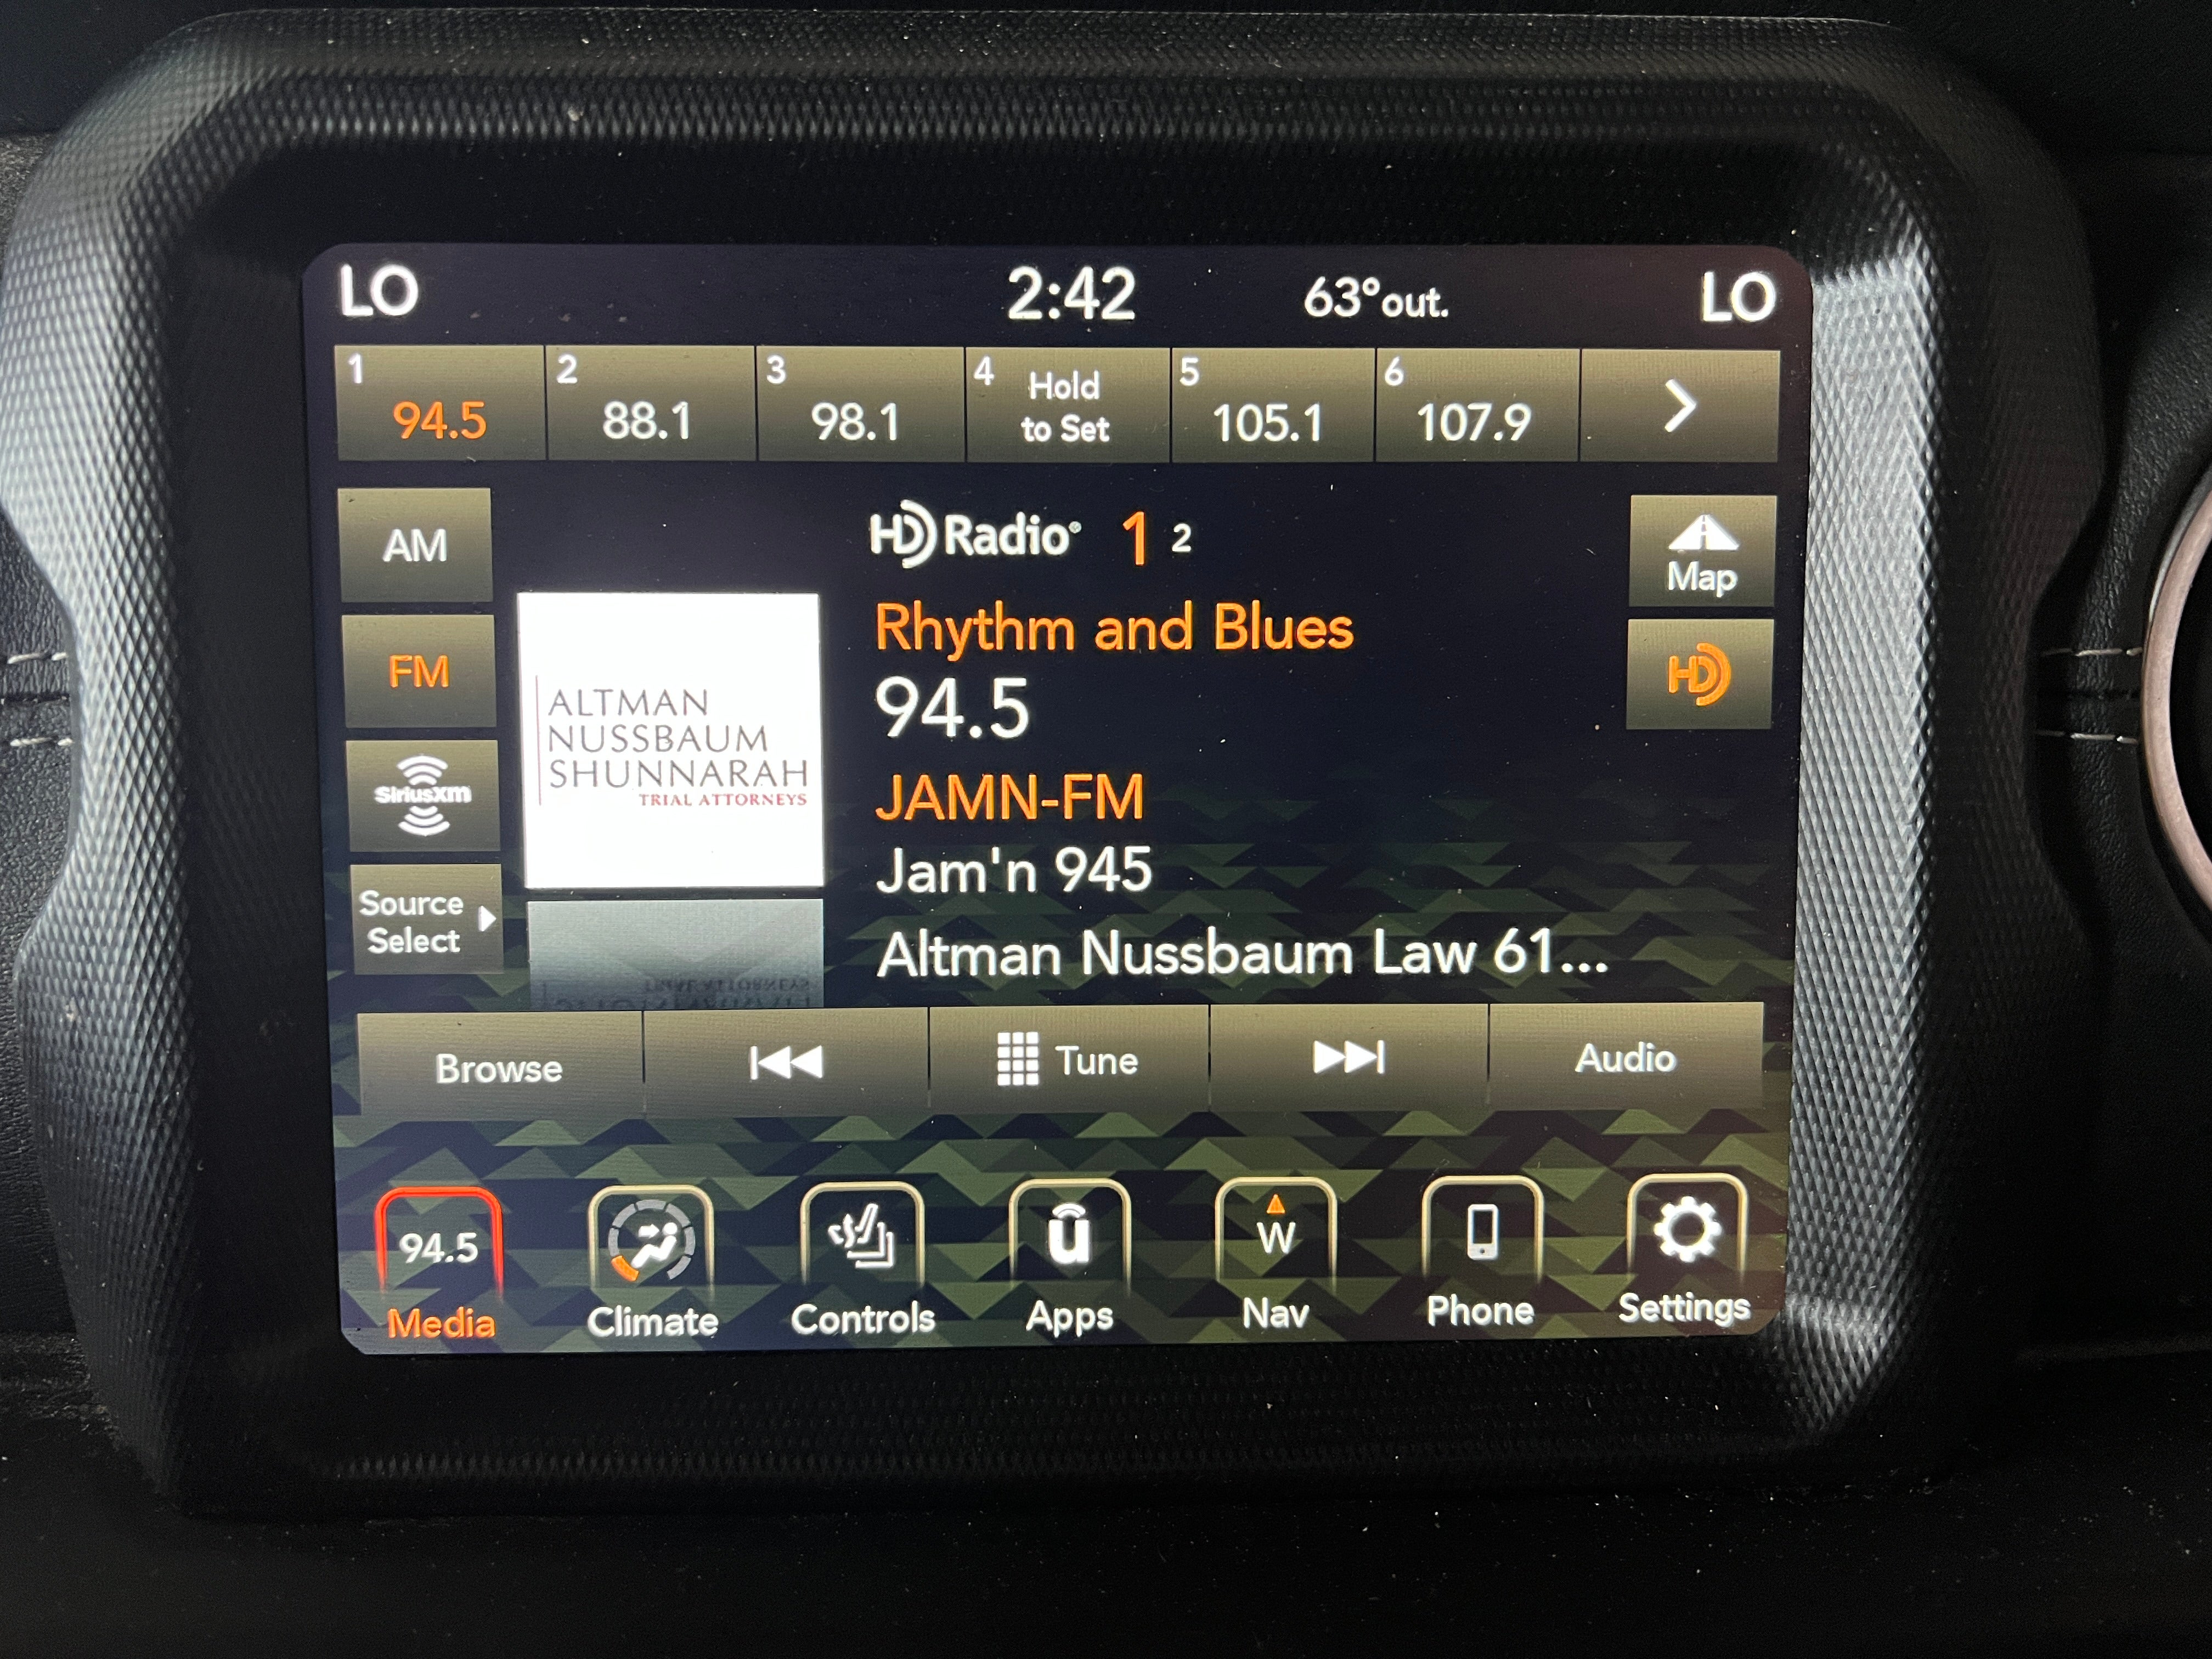 LO 2:42 63°out. LO
1 2 3 4 Hold 5 6
94.5 88.1 98.1 to Set 105.1 107.9
HD Radio® 1 2
AM
Map
Rhythm and Blues
FM
HD
94.5
ALTMAN
NUSSBAUM
SHUNNARAH
TRIAL ATTORNEYS
JAMN-FM
SiriusXM
Jam'n 945
Source
Select
Altman Nussbaum Law 61...
Browse Tune Audio
94.5 u W
Media Climate Controls Apps Nav Phone Settings